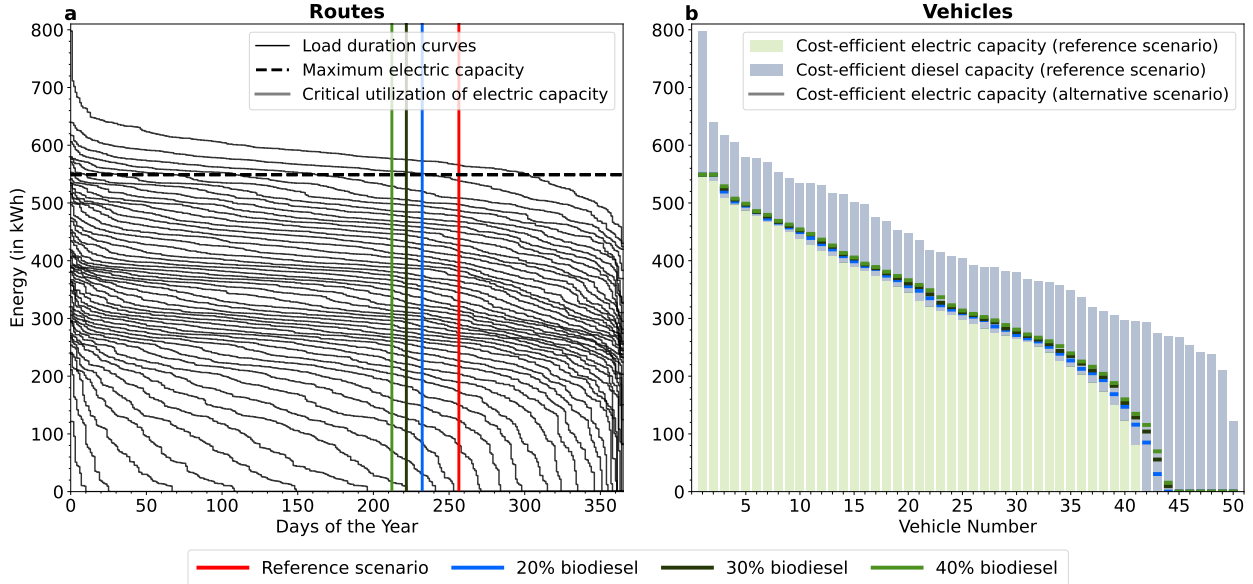 a
Routes
Load duration curves
Maximum electric capacity
Critical utilization of electric capacity
Energy (in kWh)
800
700
600
500
400
300
200
100
0
0 50 100 150 200 250 300 350
Days of the Year
b
Vehicles
Cost-efficient electric capacity (reference scenario)
Cost-efficient diesel capacity (reference scenario)
Cost-efficient electric capacity (alternative scenario)
800
700
600
500
400
300
200
100
0
5 10 15 20 25 30 35 40 45 50
Vehicle Number
Reference scenario 20% biodiesel 30% biodiesel 40% biodiesel